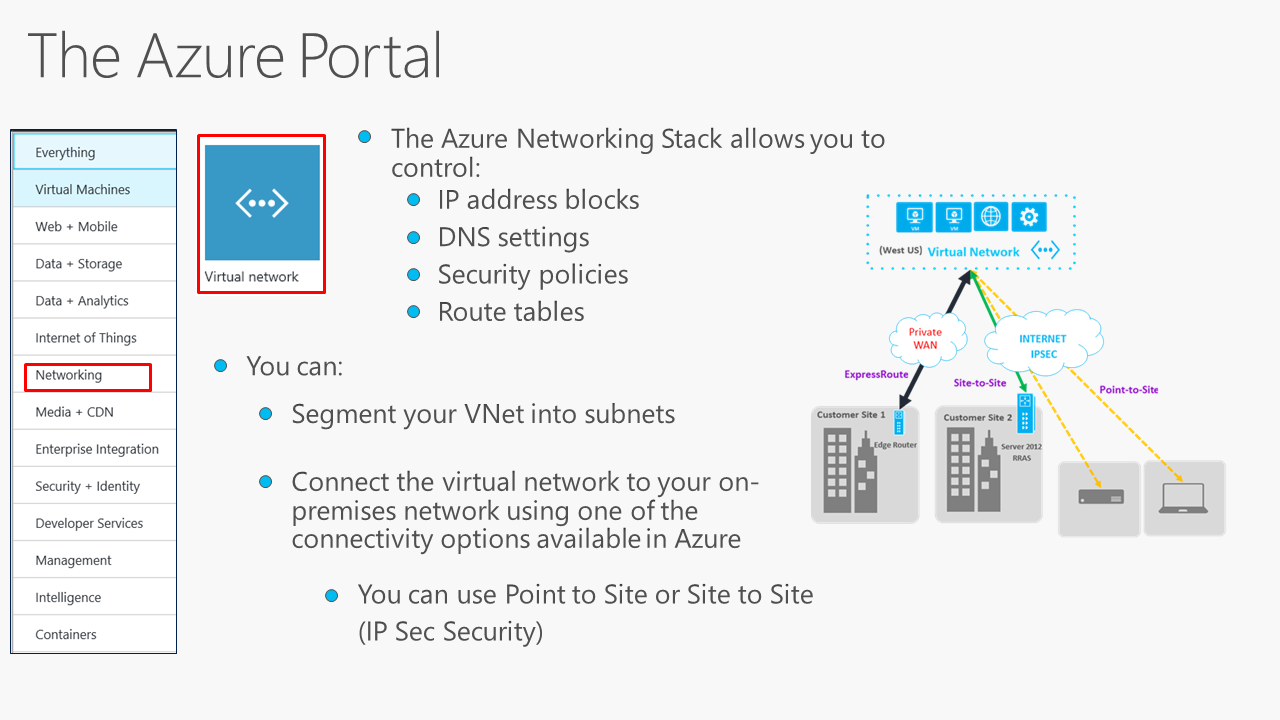 The Azure Portal
Everything
Virtual Machines
Web + Mobile
Data + Storage
Data + Analytics
Internet of Things
Networking
Media + CDN
Enterprise Integration
Security + Identity
Developer Services
Management
Intelligence
Containers
Virtual network
The Azure Networking Stack allows you to
control:
IP address blocks
DNS settings
Security policies
Route tables
You can:
Segment your VNet into subnets
Connect the virtual network to your on-
premises network using one of the
connectivity options available in Azure
You can use Point to Site or Site to Site
(IP Sec Security)
VM
VM
(West US) Virtual Network
Private
WAN
INTERNET
IPSEC
ExpressRoute
Site-to-Site
Point-to-Site
Customer Site 1
Edge Router
Customer Site 2
Server 2012
RRAS